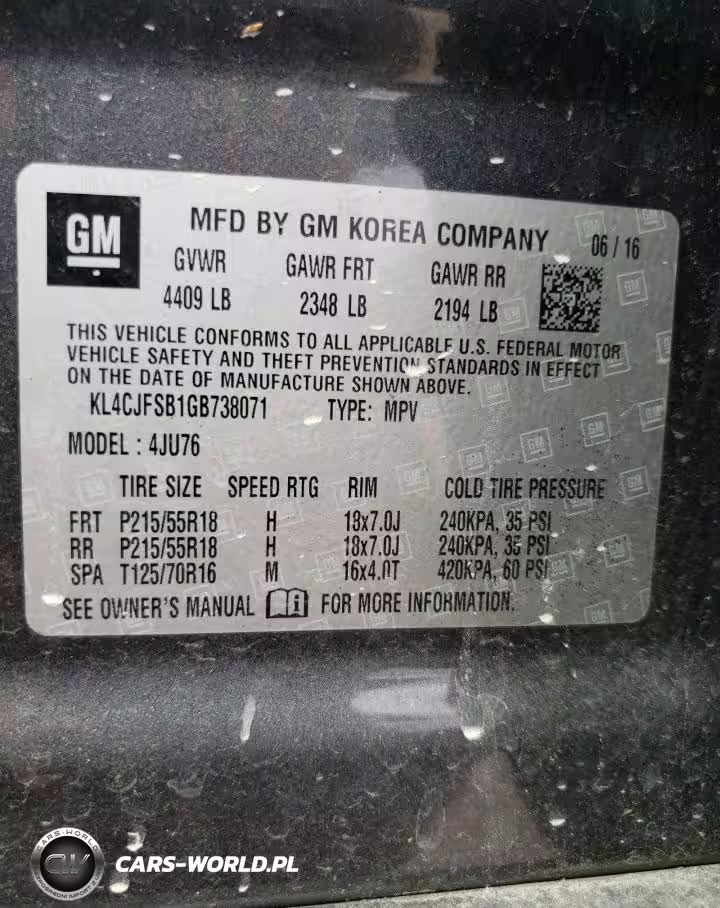 GM
MFD BY GM KOREA COMPANY 06 / 16
GVWR GAWR FRT GAWR RR
4409 LB 2348 LB 2194 LB
THIS VEHICLE CONFORMS TO ALL APPLICABLE U.S. FEDERAL MOTOR
VEHICLE SAFETY AND THEFT PREVENTION STANDARDS IN EFFECT
ON THE DATE OF MANUFACTURE SHOWN ABOVE.
KL4CJFSB1GB738071 TYPE: MPV
MODEL : 4JU76
TIRE SIZE SPEED RTG RIM COLD TIRE PRESSURE
FRT P215/55R18 H 18x7.0J 240KPA, 35 PSI
RR P215/55R18 H 18x7.0J 240KPA, 35 PSI
SPA T125/70R16 M 16x4.0T 420KPA, 60 PSI
SEE OWNER'S MANUAL FOR MORE INFORMATION.
CARS-WORLD
CW
CARS-WORLD.PL